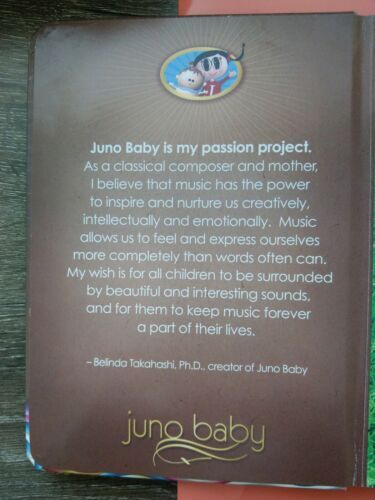 Juno Baby is my passion project.
As a classical composer and mother,
I believe that music has the power
to inspire and nurture us creatively,
intellectually and emotionally. Music
allows us to feel and express ourselves
more completely than words often can.
My wish is for all children to be surrounded
by beautiful and interesting sounds,
and for them to keep music forever
a part of their lives.
– Belinda Takahashi, Ph.D., creator of Juno Baby
juno baby